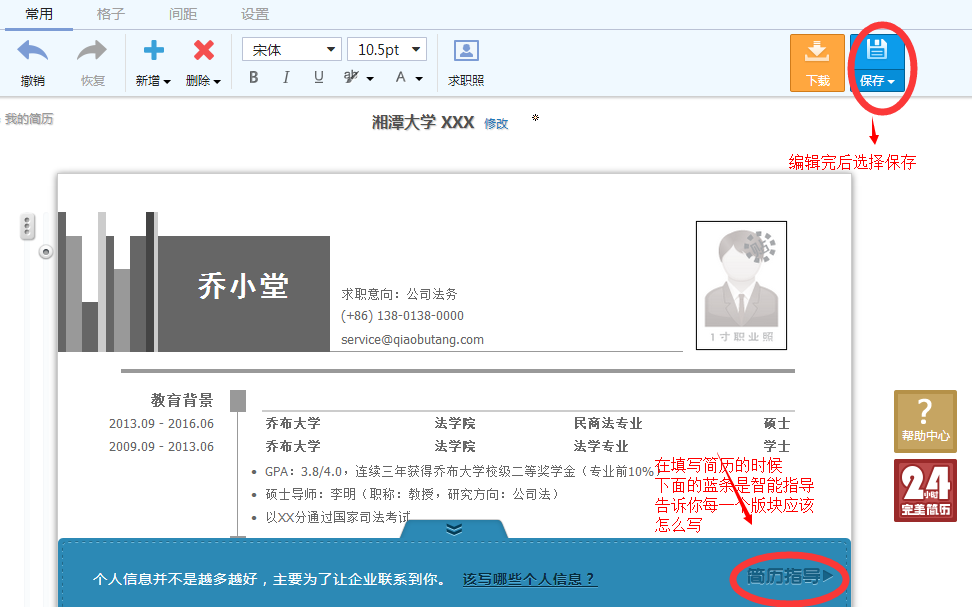 常用 格子 间距 设置
宋体 10.5pt
B I U ab A
撤销 恢复 新增 删除 求职照 下载 保存
我的简历
湘潭大学 XXX 修改 *
编辑完后选择保存
乔小堂
求职意向：公司法务
(+86) 138-0138-0000
service@qiaobutang.com
1寸职业照
教育背景
2013.09 - 2016.06 乔布大学 法学院 民商法专业 硕士
2009.09 - 2013.06 乔布大学 法学院 法学专业 学士
• GPA：3.8/4.0，连续三年获得乔布大学校级二等奖学金（专业前10%）
• 硕士导师：李明（职称：教授，研究方向：公司法）
• 以XX分通过国家司法考试
在填写简历的时候
下面的蓝条是智能指导
告诉你每一个版块应该
怎么写
?
帮助中心
24小时
完美简历
个人信息并不是越多越好，主要为了让企业联系到你。 该写哪些个人信息？
简历指导